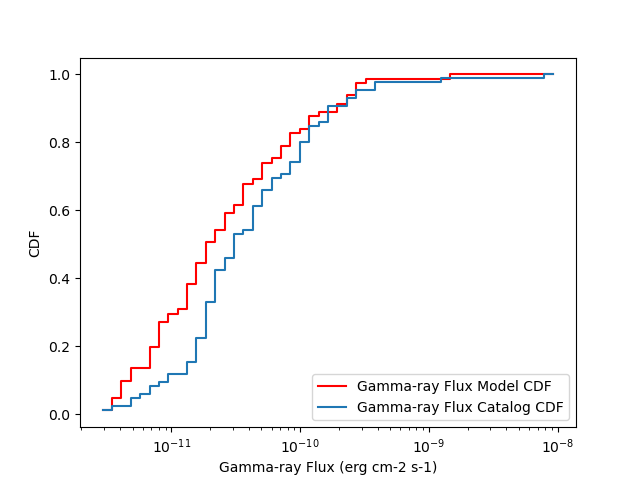 1.0
0.8
0.6
0.4
0.2
0.0
CDF
10⁻¹¹ 10⁻¹⁰ 10⁻⁹ 10⁻⁸
Gamma-ray Flux (erg cm-2 s-1)
Gamma-ray Flux Model CDF
Gamma-ray Flux Catalog CDF